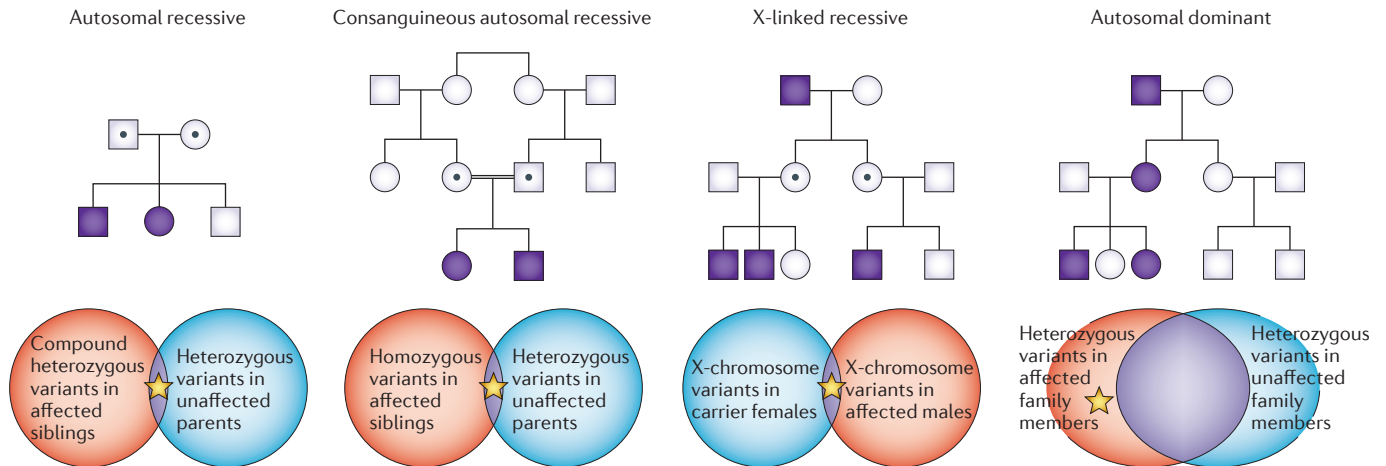 Autosomal recessive
Consanguineous autosomal recessive
X-linked recessive
Autosomal dominant
Compound
heterozygous
variants in
affected
siblings
Heterozygous
variants in
unaffected
parents
Homozygous
variants in
affected
siblings
Heterozygous
variants in
unaffected
parents
X-chromosome
variants in
carrier females
X-chromosome
variants in
affected males
Heterozygous
variants in
affected
family
members
Heterozygous
variants in
unaffected
family
members